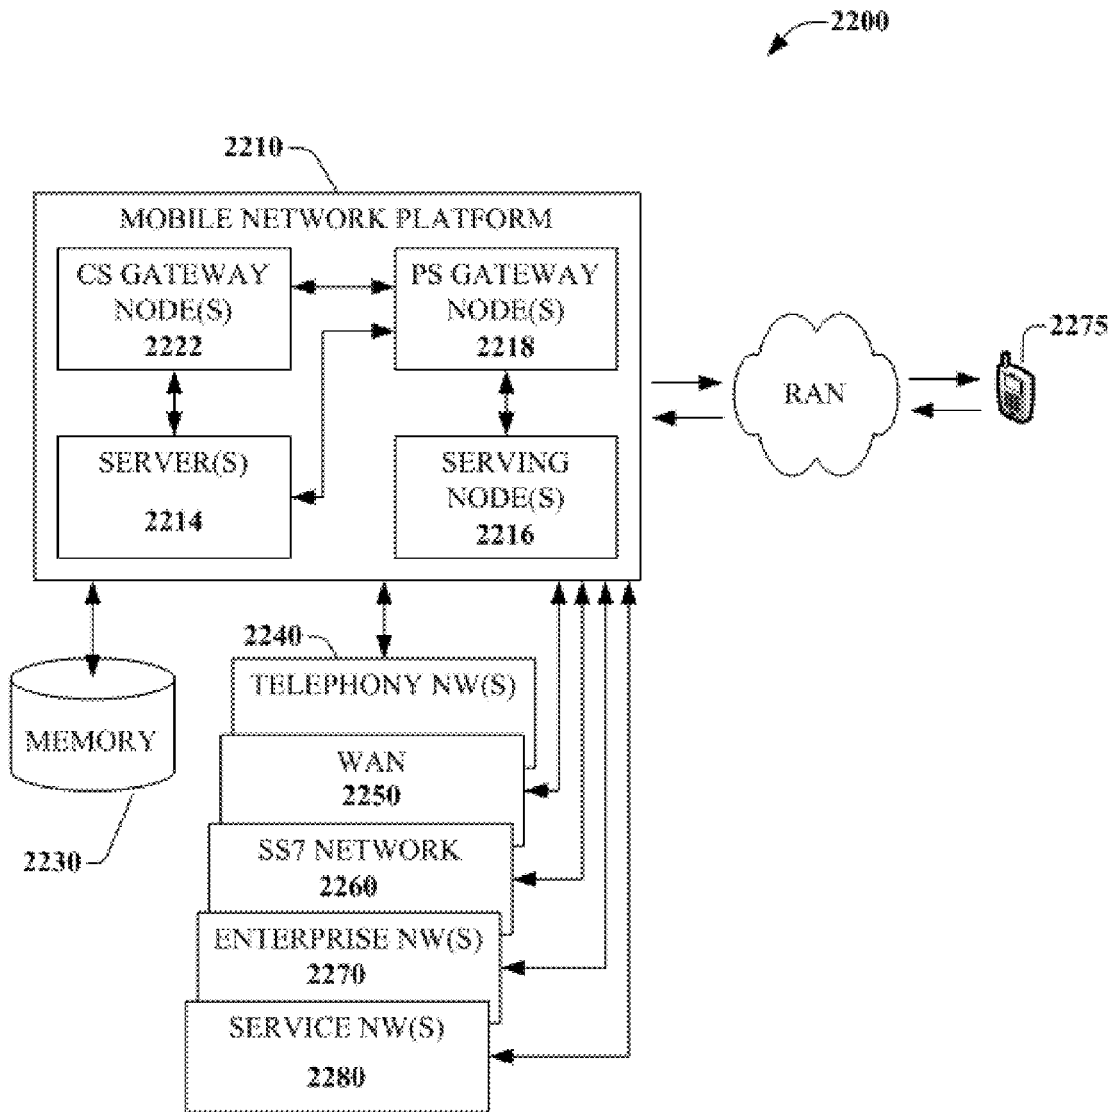 2200
2210
MOBILE NETWORK PLATFORM
CS GATEWAY
NODE(S)
2222
PS GATEWAY
NODE(S)
2218
SERVER(S)
2214
SERVING
NODE(S)
2216
RAN
2275
2240
TELEPHONY NW(S)
MEMORY
2230
WAN
2250
SS7 NETWORK
2260
ENTERPRISE NW(S)
2270
SERVICE NW(S)
2280